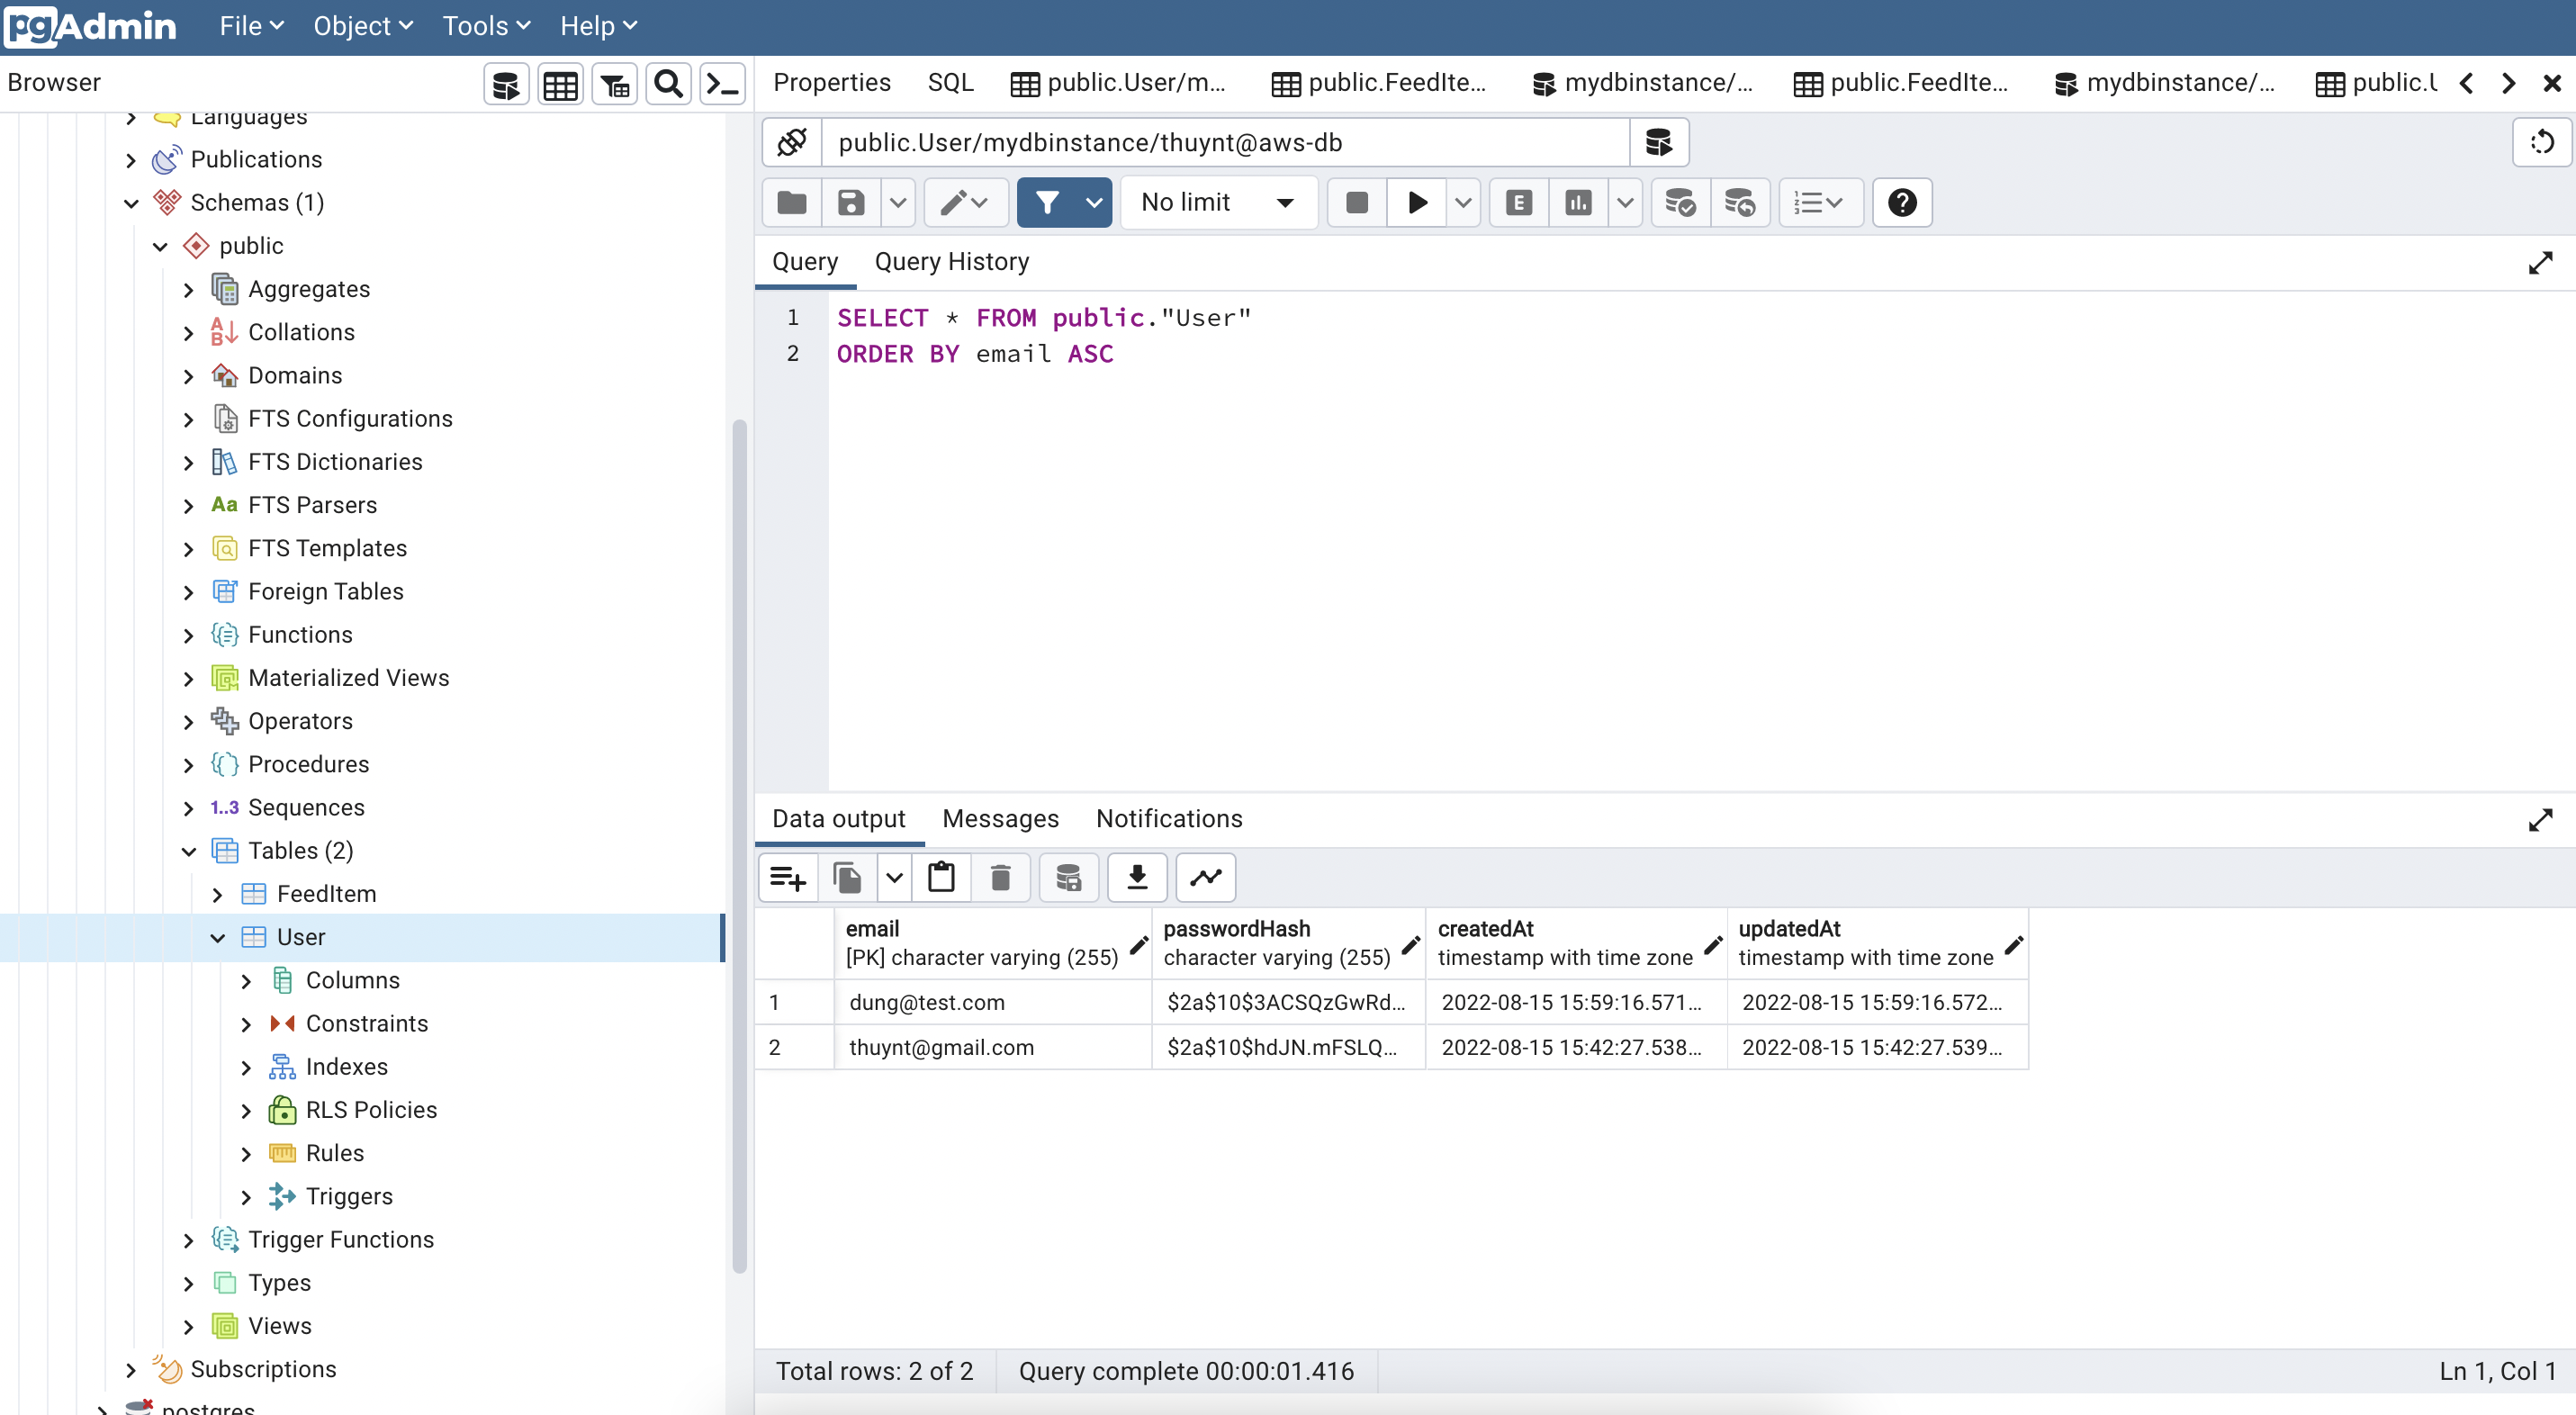 pgAdmin File Object Tools Help
Browser
Properties SQL public.User/m... public.FeedIte... mydbinstance/... public.FeedIte... mydbinstance/...
Languages
Publications
Schemas (1)
public
Aggregates
Collations
Domains
FTS Configurations
FTS Dictionaries
Aa FTS Parsers
FTS Templates
Foreign Tables
Functions
Materialized Views
Operators
Procedures
1..3 Sequences
Tables (2)
FeedItem
User
Columns
Constraints
Indexes
RLS Policies
Rules
Triggers
Trigger Functions
Types
Views
Subscriptions
postgres
public.User/mydbinstance/thuynt@aws-db
No limit
Query Query History
1 SELECT * FROM public."User"
2 ORDER BY email ASC
Data output Messages Notifications
email passwordHash createdAt updatedAt
[PK] character varying (255) character varying (255) timestamp with time zone timestamp with time zone
1 dung@test.com $2a$10$3ACSQzGwRd... 2022-08-15 15:59:16.571... 2022-08-15 15:59:16.572...
2 thuynt@gmail.com $2a$10$hdJN.mFSLQ... 2022-08-15 15:42:27.538... 2022-08-15 15:42:27.539...
Total rows: 2 of 2 Query complete 00:00:01.416 Ln 1, Col 1